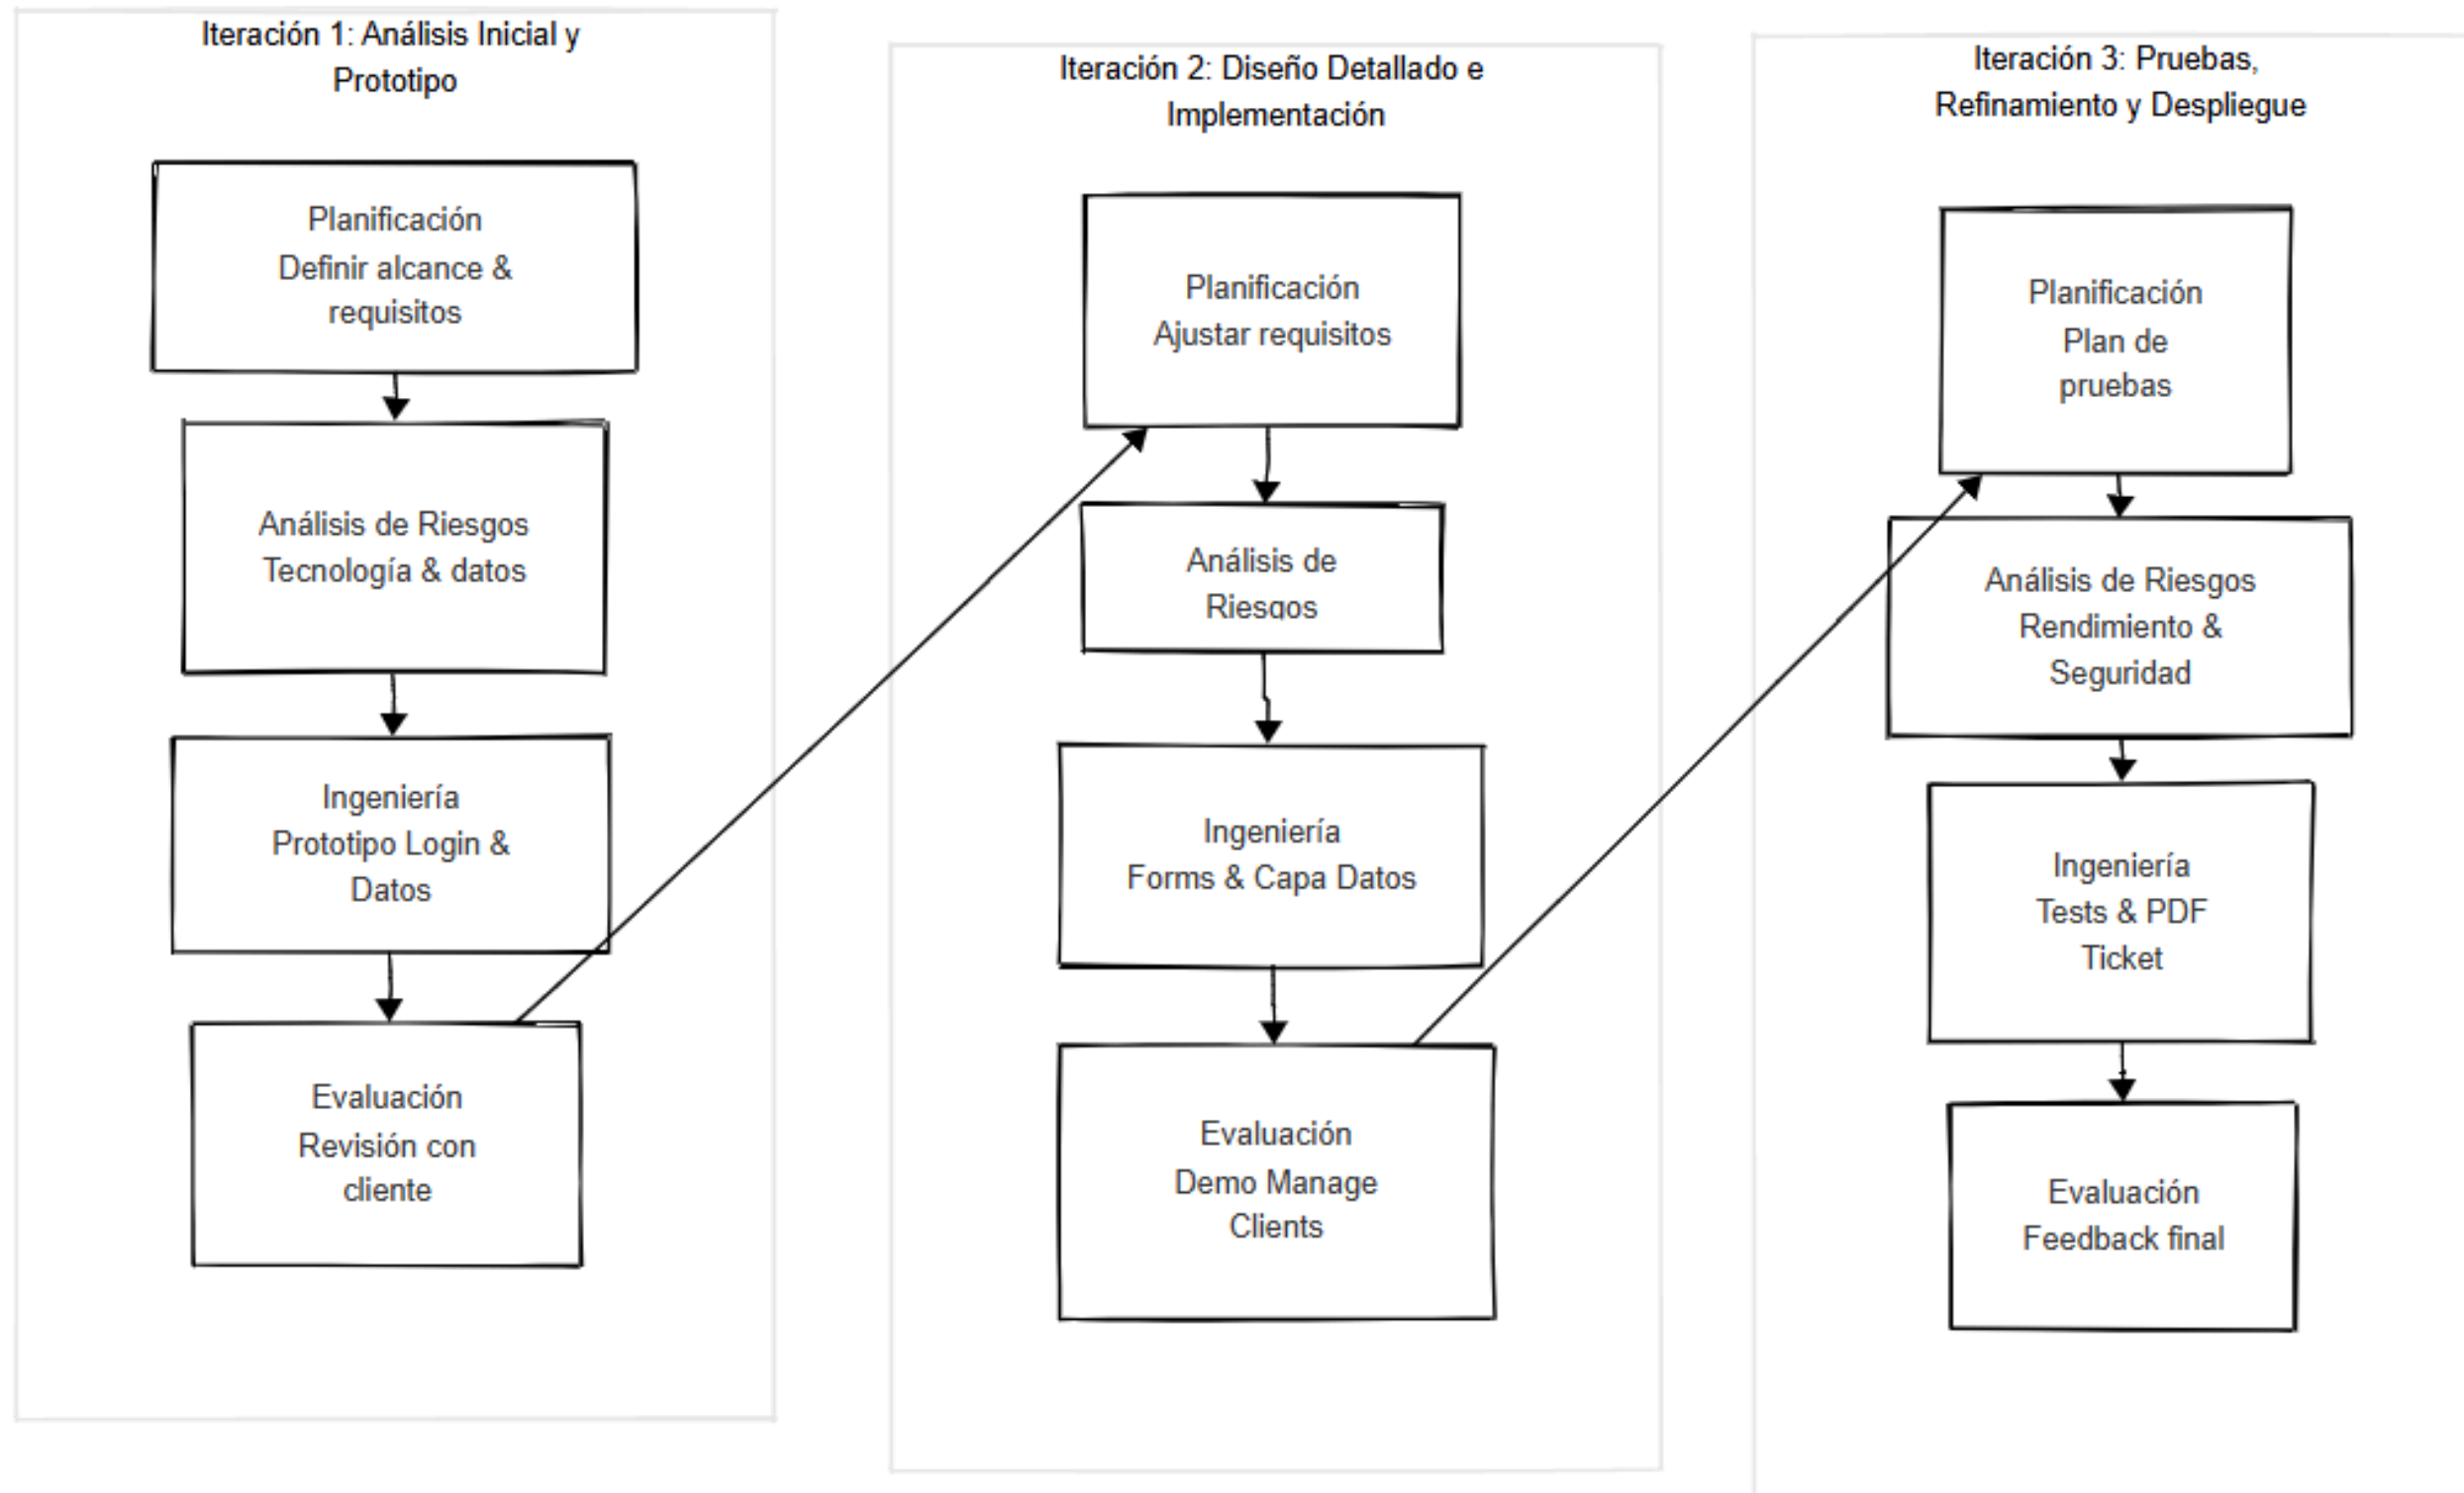 Iteración 1: Análisis Inicial y
Prototipo
Planificación
Definir alcance &
requisitos
Análisis de Riesgos
Tecnología & datos
Ingeniería
Prototipo Login &
Datos
Evaluación
Revisión con
cliente
Iteración 2: Diseño Detallado e
Implementación
Planificación
Ajustar requisitos
Análisis de
Riesgos
Ingeniería
Forms & Capa Datos
Evaluación
Demo Manage
Clients
Iteración 3: Pruebas,
Refinamiento y Despliegue
Planificación
Plan de
pruebas
Análisis de Riesgos
Rendimiento &
Seguridad
Ingeniería
Tests & PDF
Ticket
Evaluación
Feedback final